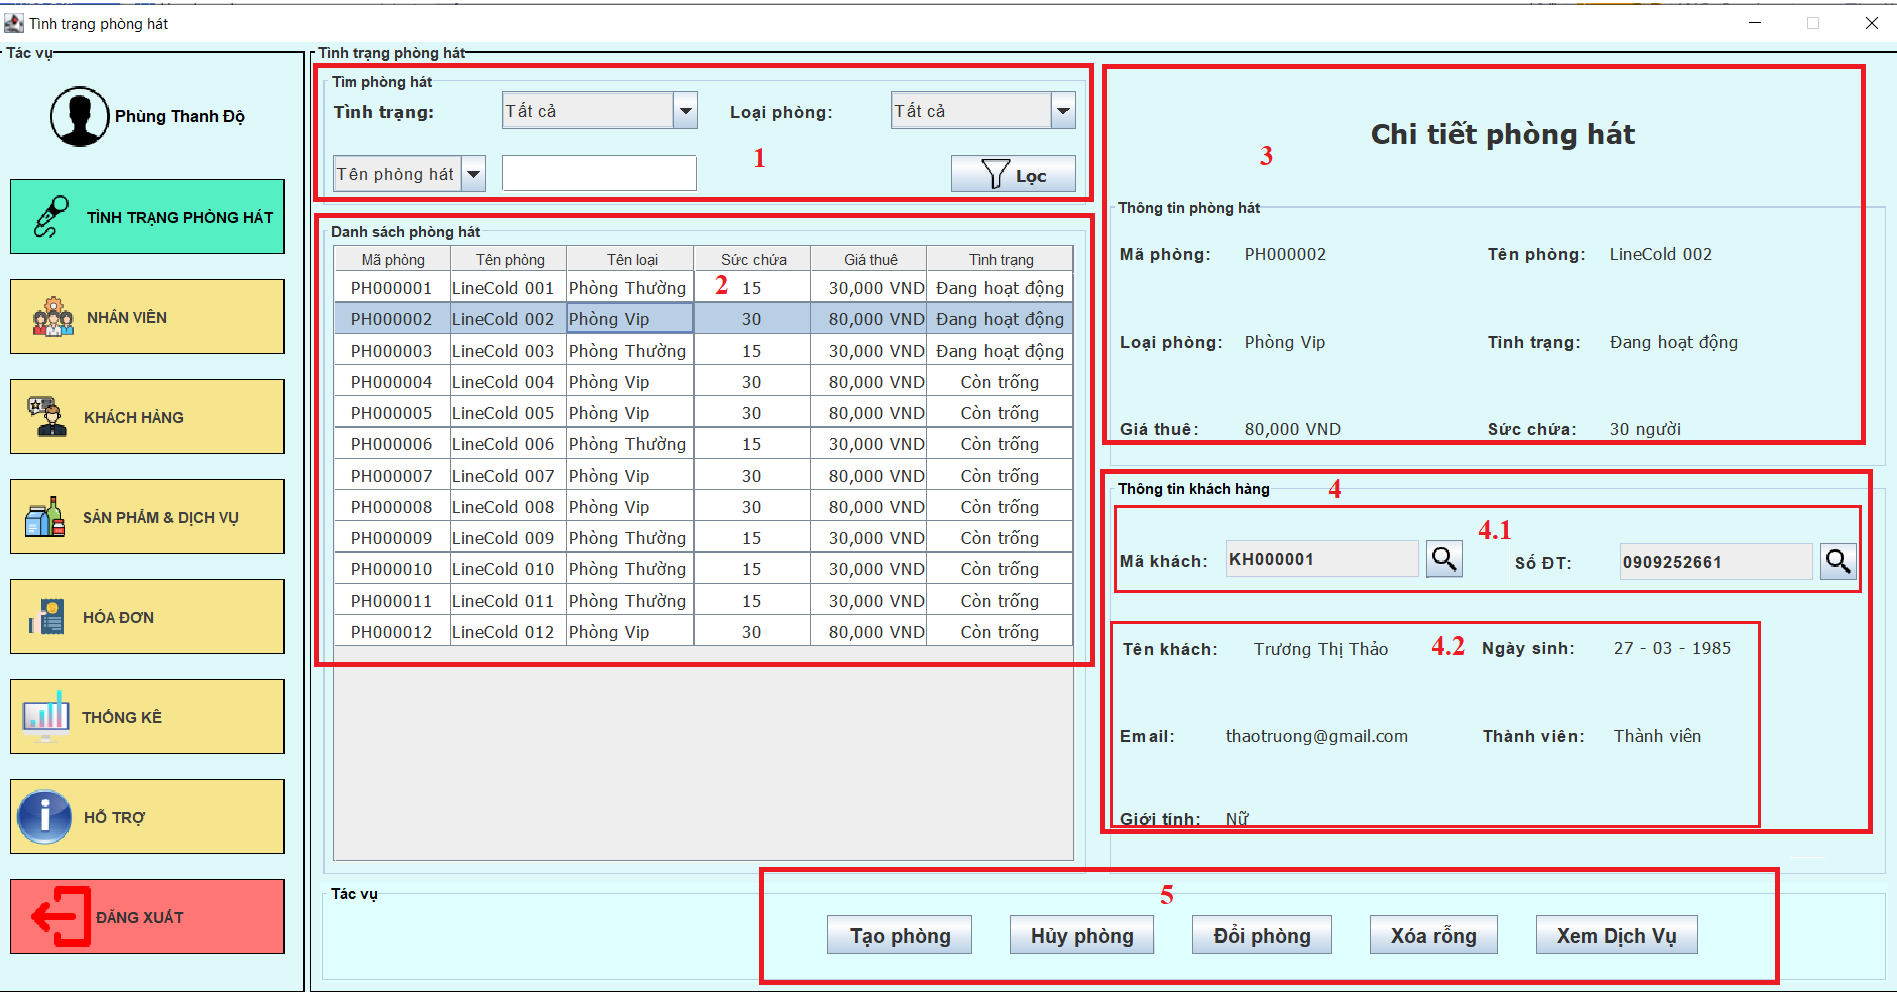 Tình trạng phòng hát
Tác vụ
Phùng Thanh Độ
TÌNH TRẠNG PHÒNG HÁT
NHÂN VIÊN
KHÁCH HÀNG
SẢN PHẨM & DỊCH VỤ
HÓA ĐƠN
THỐNG KÊ
HỖ TRỢ
ĐĂNG XUẤT
Tình trạng phòng hát
Tìm phòng hát
Tình trạng: Tất cả Loại phòng: Tất cả
Tên phòng hát 1 Lọc
Danh sách phòng hát
Mã phòng Tên phòng Tên loại Sức chứa Giá thuê Tình trạng
PH000001 LineCold 001 Phòng Thường 2 15 30,000 VND Đang hoạt động
PH000002 LineCold 002 Phòng Vip 30 80,000 VND Đang hoạt động
PH000003 LineCold 003 Phòng Thường 15 30,000 VND Đang hoạt động
PH000004 LineCold 004 Phòng Vip 30 80,000 VND Còn trống
PH000005 LineCold 005 Phòng Vip 30 80,000 VND Còn trống
PH000006 LineCold 006 Phòng Thường 15 30,000 VND Còn trống
PH000007 LineCold 007 Phòng Vip 30 80,000 VND Còn trống
PH000008 LineCold 008 Phòng Vip 30 80,000 VND Còn trống
PH000009 LineCold 009 Phòng Thường 15 30,000 VND Còn trống
PH000010 LineCold 010 Phòng Thường 15 30,000 VND Còn trống
PH000011 LineCold 011 Phòng Thường 15 30,000 VND Còn trống
PH000012 LineCold 012 Phòng Vip 30 80,000 VND Còn trống
Chi tiết phòng hát
3
Thông tin phòng hát
Mã phòng: PH000002 Tên phòng: LineCold 002
Loại phòng: Phòng Vip Tình trạng: Đang hoạt động
Giá thuê: 80,000 VND Sức chứa: 30 người
Thông tin khách hàng 4
4.1
Mã khách: KH000001 Số ĐT: 0909252661
Tên khách: Trương Thị Thảo 4.2 Ngày sinh: 27 - 03 - 1985
Email: thaotruong@gmail.com Thành viên: Thành viên
Giới tính: Nữ
Tác vụ 5
Tạo phòng Hủy phòng Đổi phòng Xóa rỗng Xem Dịch Vụ